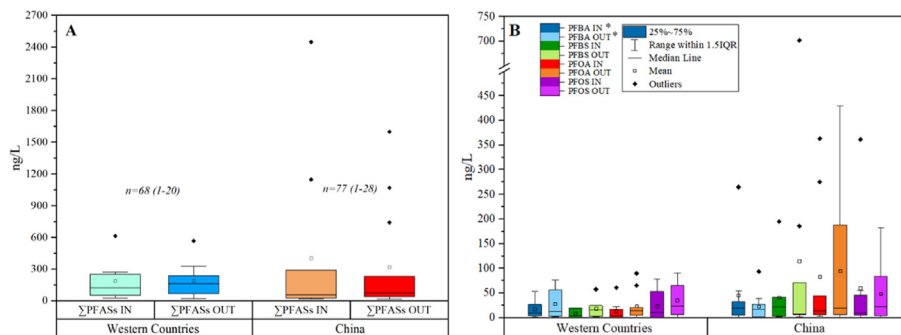 A
2700
2400
2100
1800
1500
1200
900
600
300
0
ng/L
n=68 (1-20)
n=77 (1-28)
∑PFASs IN
∑PFASs OUT
∑PFASs IN
∑PFASs OUT
Western Countries
China
B
750
700
450
400
350
300
250
200
150
100
50
0
ng/L
PFBA IN *
PFBA OUT *
PFBS IN
PFBS OUT
PFOA IN
PFOA OUT
PFOS IN
PFOS OUT
25%~75%
Range within 1.5IQR
Median Line
Mean
Outliers
Western Countries
China